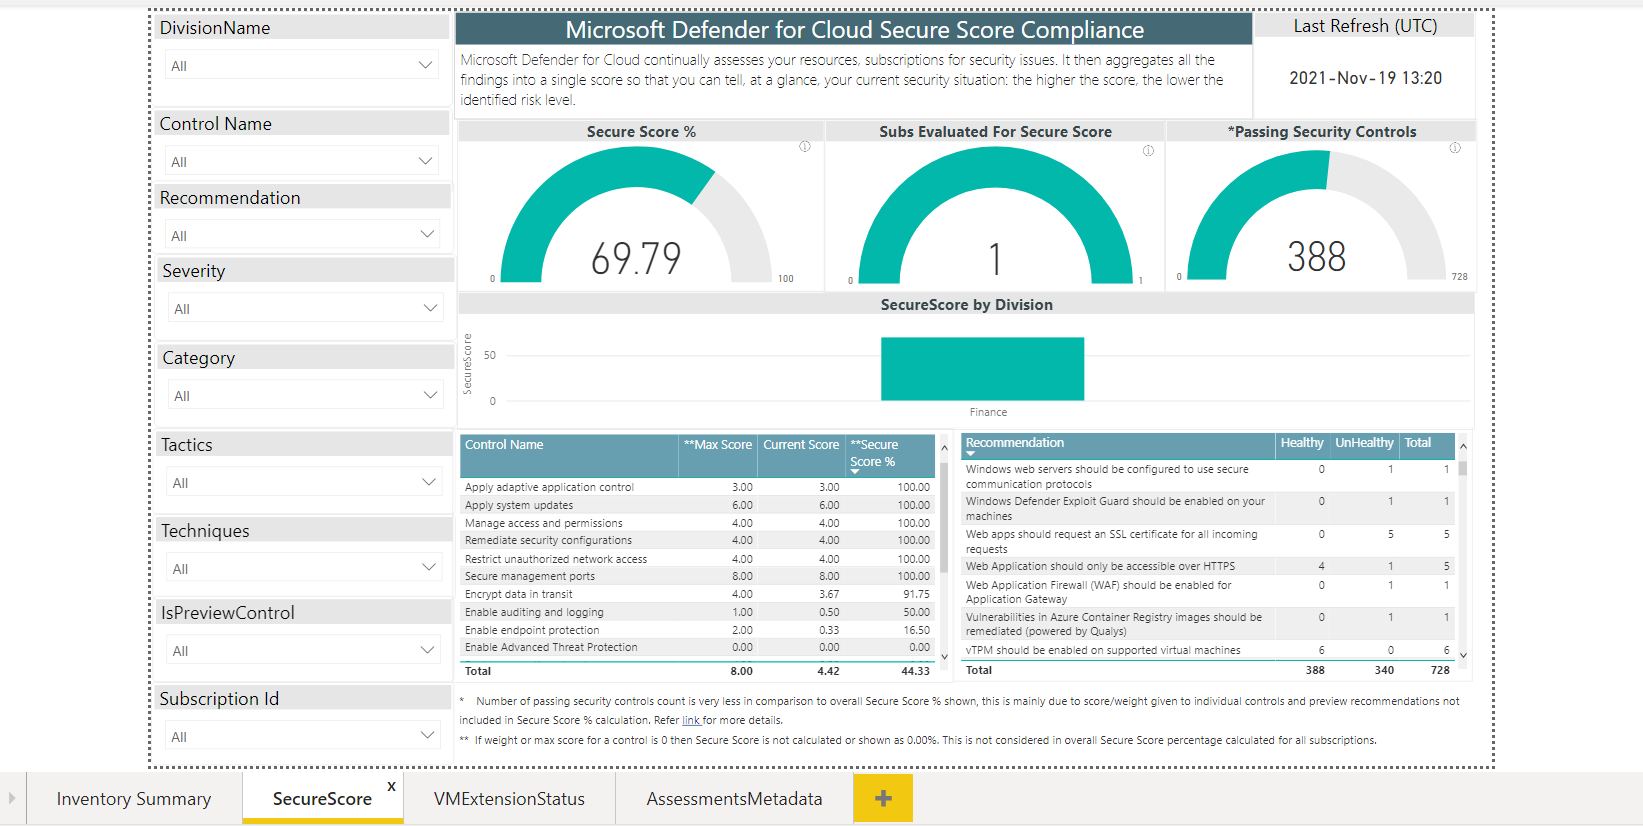 DivisionName
All
Control Name
All
Recommendation
All
Severity
All
Category
All
Tactics
All
Techniques
All
IsPreviewControl
All
Subscription Id
All
Microsoft Defender for Cloud Secure Score Compliance
Microsoft Defender for Cloud continually assesses your resources, subscriptions for security issues. It then aggregates all the
findings into a single score so that you can tell, at a glance, your current security situation: the higher the score, the lower the
identified risk level.
Last Refresh (UTC)
2021-Nov-19 13:20
Secure Score %
69.79
0
100
Subs Evaluated For Secure Score
1
0
1
*Passing Security Controls
388
0
728
SecureScore by Division
SecureScore
50
0
Finance
Control Name **Max Score Current Score **Secure
Score %
Apply adaptive application control 3.00 3.00 100.00
Apply system updates 6.00 6.00 100.00
Manage access and permissions 4.00 4.00 100.00
Remediate security configurations 4.00 4.00 100.00
Restrict unauthorized network access 4.00 4.00 100.00
Secure management ports 8.00 8.00 100.00
Encrypt data in transit 4.00 3.67 91.75
Enable auditing and logging 1.00 0.50 50.00
Enable endpoint protection 2.00 0.33 16.50
Enable Advanced Threat Protection 0.00 0.00 0.00
Total 8.00 4.42 44.33
Recommendation Healthy UnHealthy Total
Windows web servers should be configured to use secure 0 1 1
communication protocols
Windows Defender Exploit Guard should be enabled on your 0 1 1
machines
Web apps should request an SSL certificate for all incoming 0 5 5
requests
Web Application should only be accessible over HTTPS 4 1 5
Web Application Firewall (WAF) should be enabled for 0 1 1
Application Gateway
Vulnerabilities in Azure Container Registry images should be 0 1 1
remediated (powered by Qualys)
vTPM should be enabled on supported virtual machines 6 0 6
Total 388 340 728
* Number of passing security controls count is very less in comparison to overall Secure Score % shown, this is mainly due to score/weight given to individual controls and preview recommendations not
included in Secure Score % calculation. Refer link for more details.
** If weight or max score for a control is 0 then Secure Score is not calculated or shown as 0.00%. This is not considered in overall Secure Score percentage calculated for all subscriptions.
Inventory Summary
SecureScore
x
VMExtensionStatus
AssessmentsMetadata
+